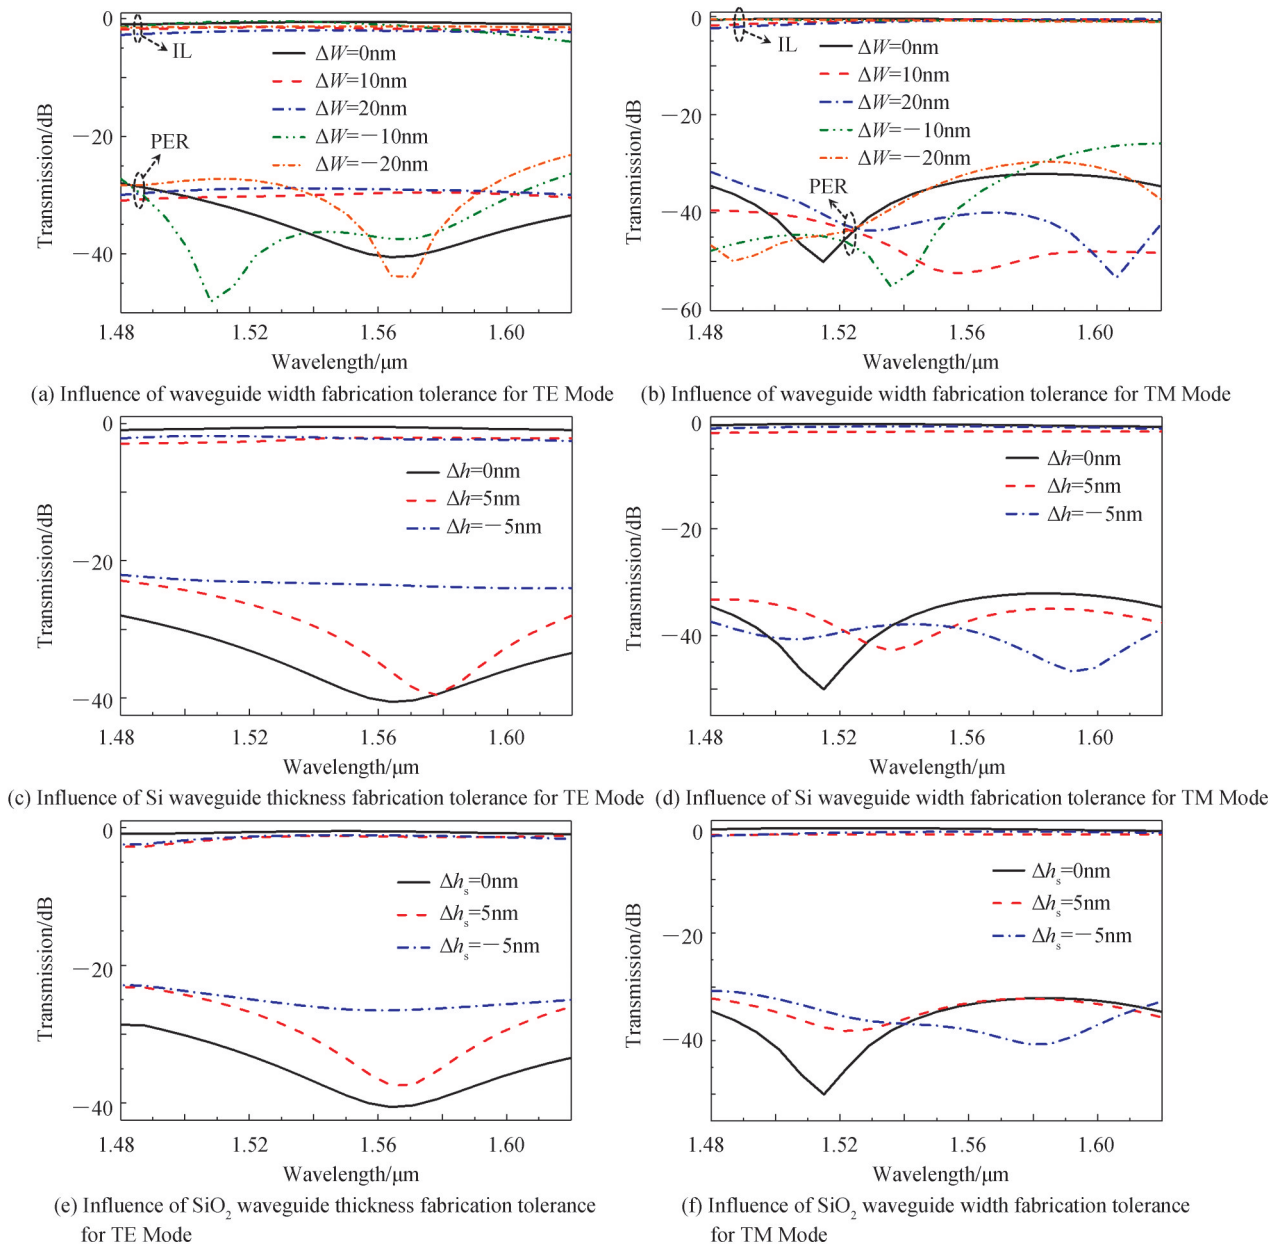 0
−20
−40
Transmission/dB
IL
PER
ΔW=0nm
ΔW=10nm
ΔW=20nm
ΔW=−10nm
ΔW=−20nm
1.48
1.52
1.56
1.60
Wavelength/μm
(a) Influence of waveguide width fabrication tolerance for TE Mode
0
−20
−40
−60
Transmission/dB
IL
PER
ΔW=0nm
ΔW=10nm
ΔW=20nm
ΔW=−10nm
ΔW=−20nm
1.48
1.52
1.56
1.60
Wavelength/μm
(b) Influence of waveguide width fabrication tolerance for TM Mode
0
−20
−40
Transmission/dB
Δh=0nm
Δh=5nm
Δh=−5nm
1.48
1.52
1.56
1.60
Wavelength/μm
(c) Influence of Si waveguide thickness fabrication tolerance for TE Mode
0
−20
−40
Transmission/dB
Δh=0nm
Δh=5nm
Δh=−5nm
1.48
1.52
1.56
1.60
Wavelength/μm
(d) Influence of Si waveguide width fabrication tolerance for TM Mode
0
−20
−40
Transmission/dB
Δhs=0nm
Δhs=5nm
Δhs=−5nm
1.48
1.52
1.56
1.60
Wavelength/μm
(e) Influence of SiO₂ waveguide thickness fabrication tolerance
for TE Mode
0
−20
−40
Transmission/dB
Δhs=0nm
Δhs=5nm
Δhs=−5nm
1.48
1.52
1.56
1.60
Wavelength/μm
(f) Influence of SiO₂ waveguide width fabrication tolerance
for TM Mode